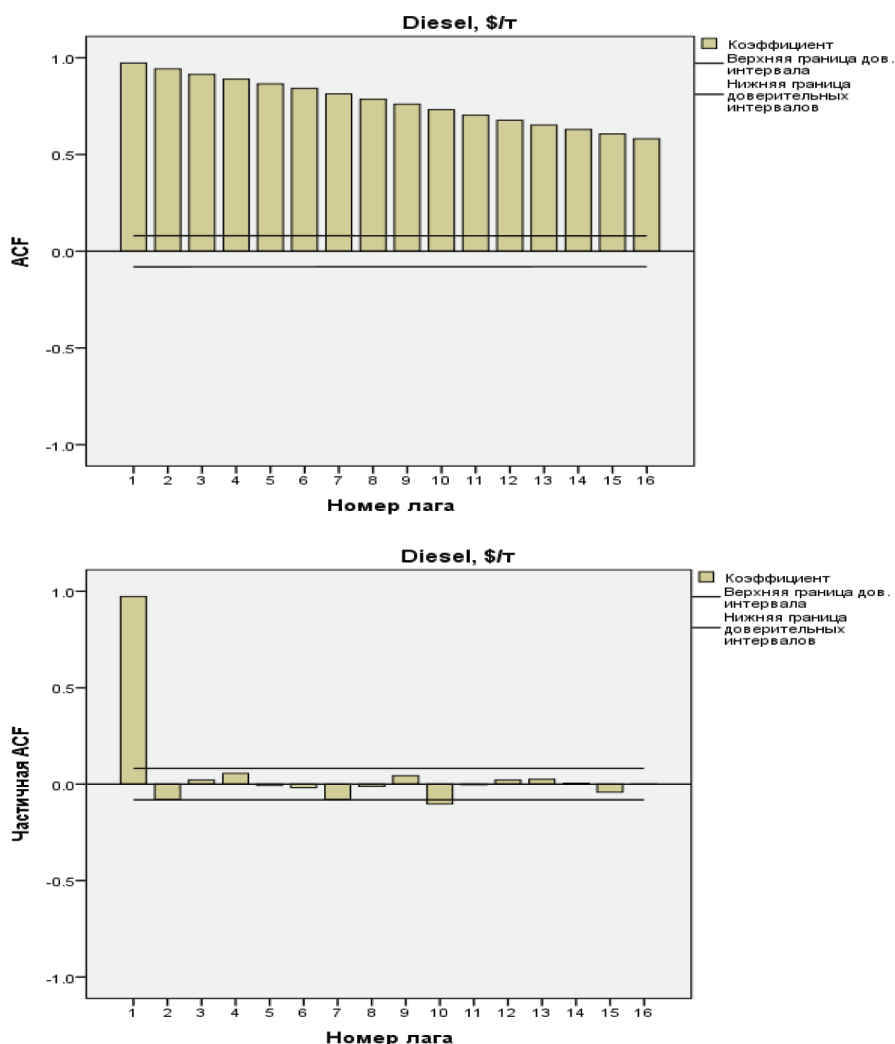 Diesel, $/т
Коэффициент
Верхняя граница дов.
интервала
Нижняя граница
доверительных
интервалов
1.0
0.5
0.0
-0.5
-1.0
ACF
1 2 3 4 5 6 7 8 9 10 11 12 13 14 15 16
Номер лага
Diesel, $/т
Коэффициент
Верхняя граница дов.
интервала
Нижняя граница
доверительных
интервалов
1.0
0.5
0.0
-0.5
-1.0
Частичная ACF
1 2 3 4 5 6 7 8 9 10 11 12 13 14 15 16
Номер лага